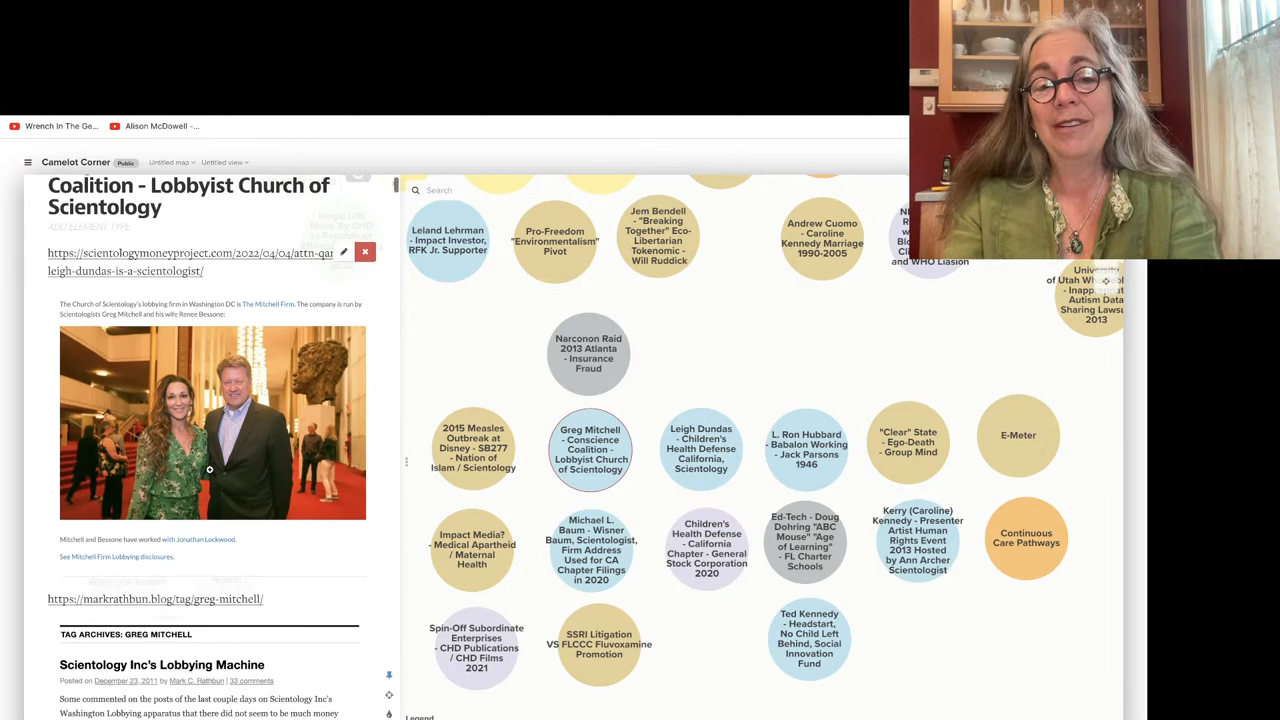 Wrench In The Ge...
Alison McDowell -...
Camelot Corner
Public
Untitled map
Untitled view
Coalition - Lobbyist Church of
Scientology
ADD ELEMENT TYPE
https://scientologymoneyproject.com/2022/04/04/attn-qar
leigh-dundas-is-a-scientologist/
The Church of Scientology's lobbying firm in Washington DC is The Mitchell Firm. The company is run by
Scientologists Greg Mitchell and his wife Renee Bessone:
Mitchell and Bessone have worked with Jonathan Lockwood.
See Mitchell Firm Lobbying disclosures.
https://markrathbun.blog/tag/greg-mitchell/
TAG ARCHIVES: GREG MITCHELL
Scientology Inc's Lobbying Machine
Posted on December 23, 2011 by Mark C. Rathbun | 33 comments
Some commented on the posts of the last couple days on Scientology Inc's
Washington Lobbying apparatus that there did not seem to be much money
Search
Leland Lehrman
- Impact Investor,
RFK Jr. Supporter
Pro-Freedom
"Environmentalism"
Pivot
Jem Bendell
- "Breaking
Together" Eco-
Libertarian
Tokenomic -
Will Ruddick
Andrew Cuomo
- Caroline
Kennedy Marriage
1990-2005
and WHO Liasion
University
of Utah
- Inappropriat
Autism Data
Sharing Lawsu
2013
Narconon Raid
2013 Atlanta
- Insurance
Fraud
2015 Measles
Outbreak at
Disney - SB277
- Nation of
Islam / Scientology
Greg Mitchell
- Conscience
Coalition -
Lobbyist Church
of Scientology
Leigh Dundas
- Children's
Health Defense
California,
Scientology
L. Ron Hubbard
- Babalon Working
- Jack Parsons
1946
"Clear" State
- Ego-Death
- Group Mind
E-Meter
Impact Media?
- Medical Apartheid
/ Maternal
Health
Michael L.
Baum - Wisner
Baum, Scientologist,
Firm Address
Used for CA
Chapter Filings
in 2020
Children's
Health Defense
- California
Chapter - General
Stock Corporation
2020
Ed-Tech - Doug
Dohring "ABC
Mouse" "Age
of Learning"
- FL Charter
Schools
Kerry (Caroline)
Kennedy - Presenter
Artist Human
Rights Event
2013 Hosted
by Ann Archer
Scientologist
Continuous
Care Pathways
Spin-Off Subordinate
Enterprises
- CHD Publications
/ CHD Films
2021
SSRI Litigation
VS FLCCC Fluvoxamine
Promotion
Ted Kennedy
- Headstart,
No Child Left
Behind, Social
Innovation
Fund
Legend